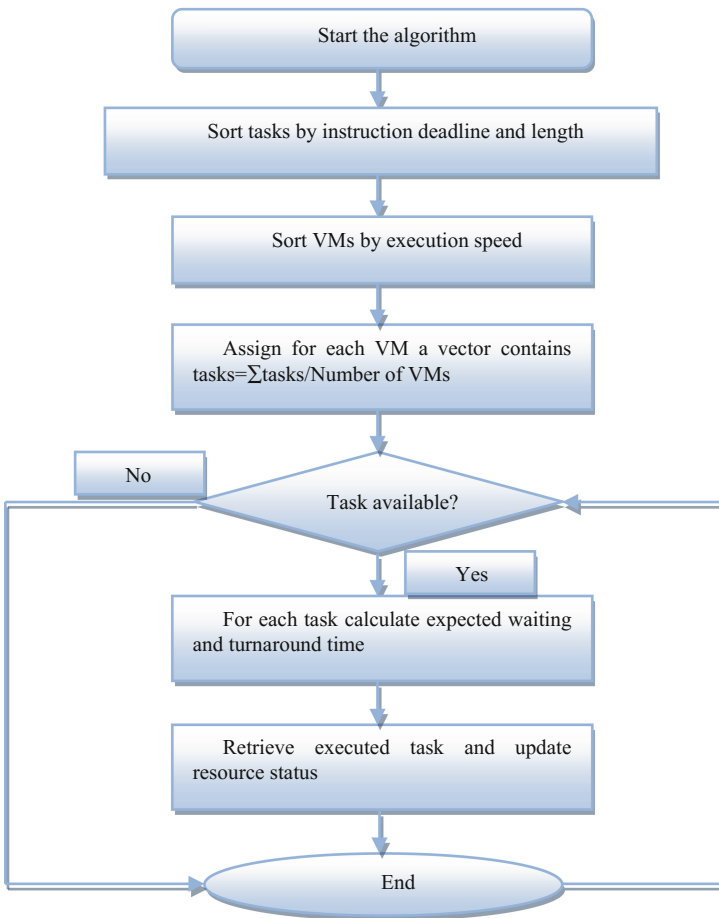 Start the algorithm
Sort tasks by instruction deadline and length
Sort VMs by execution speed
Assign for each VM a vector contains
tasks=∑tasks/Number of VMs
No
Task available?
Yes
For each task calculate expected waiting
and turnaround time
Retrieve executed task and update
resource status
End